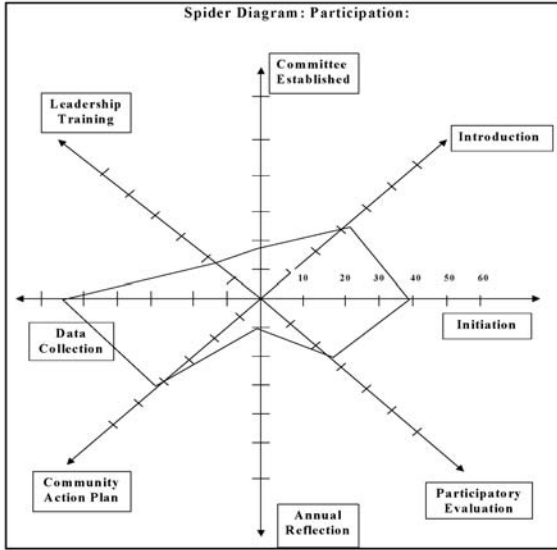 Spider Diagram: Participation:
Committee
Established
Leadership
Training
Introduction
10 20 30 40 50 60
Data
Collection
Initiation
Community
Action Plan
Annual
Reflection
Participatory
Evaluation